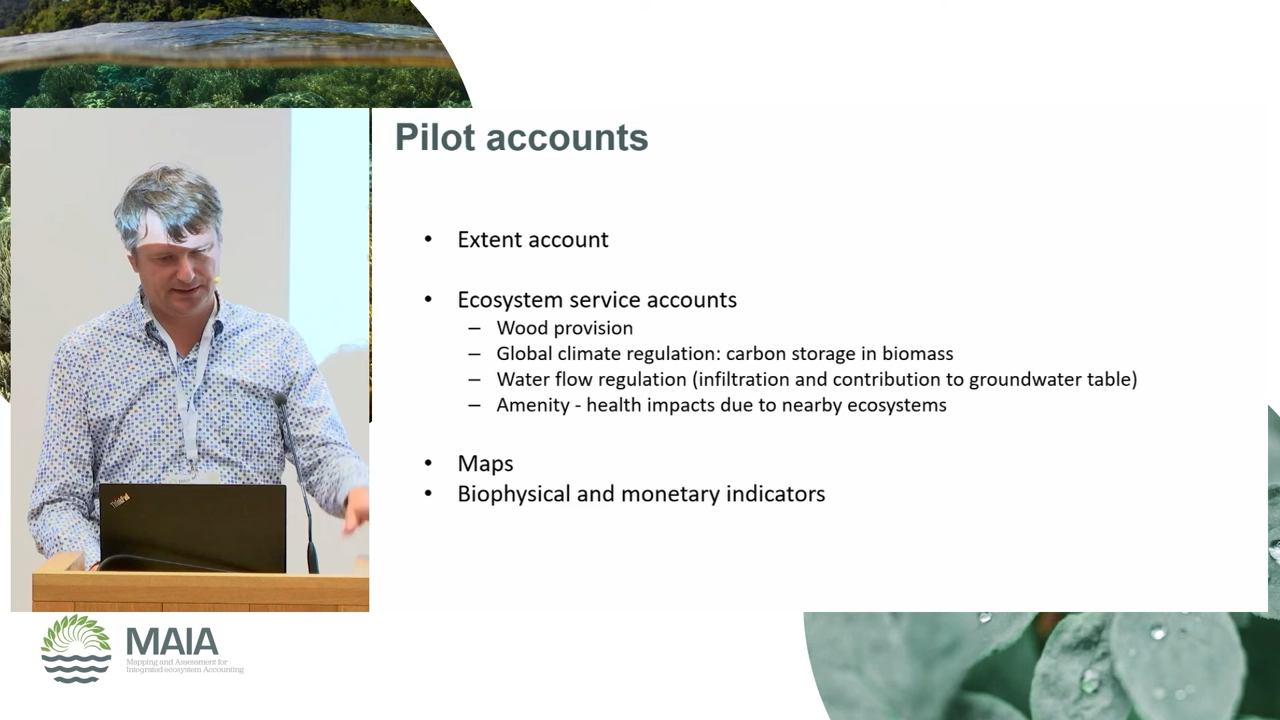 Pilot accounts
• Extent account
• Ecosystem service accounts
– Wood provision
– Global climate regulation: carbon storage in biomass
– Water flow regulation (infiltration and contribution to groundwater table)
– Amenity - health impacts due to nearby ecosystems
• Maps
• Biophysical and monetary indicators
ThinkPad
MAIA
Mapping and Assessment for
Integrated ecosystem Accounting